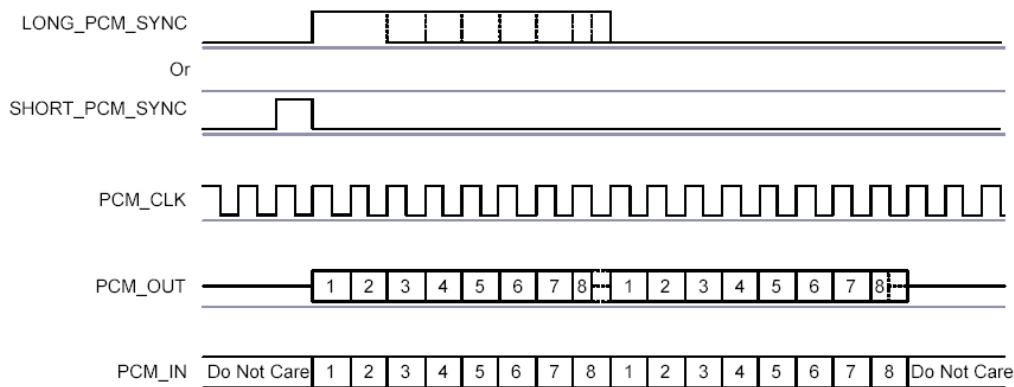 LONG_PCM_SYNC
Or
SHORT_PCM_SYNC
PCM_CLK
PCM_OUT 1 2 3 4 5 6 7 8 1 2 3 4 5 6 7 8
PCM_IN Do Not Care 1 2 3 4 5 6 7 8 1 2 3 4 5 6 7 8 Do Not Care